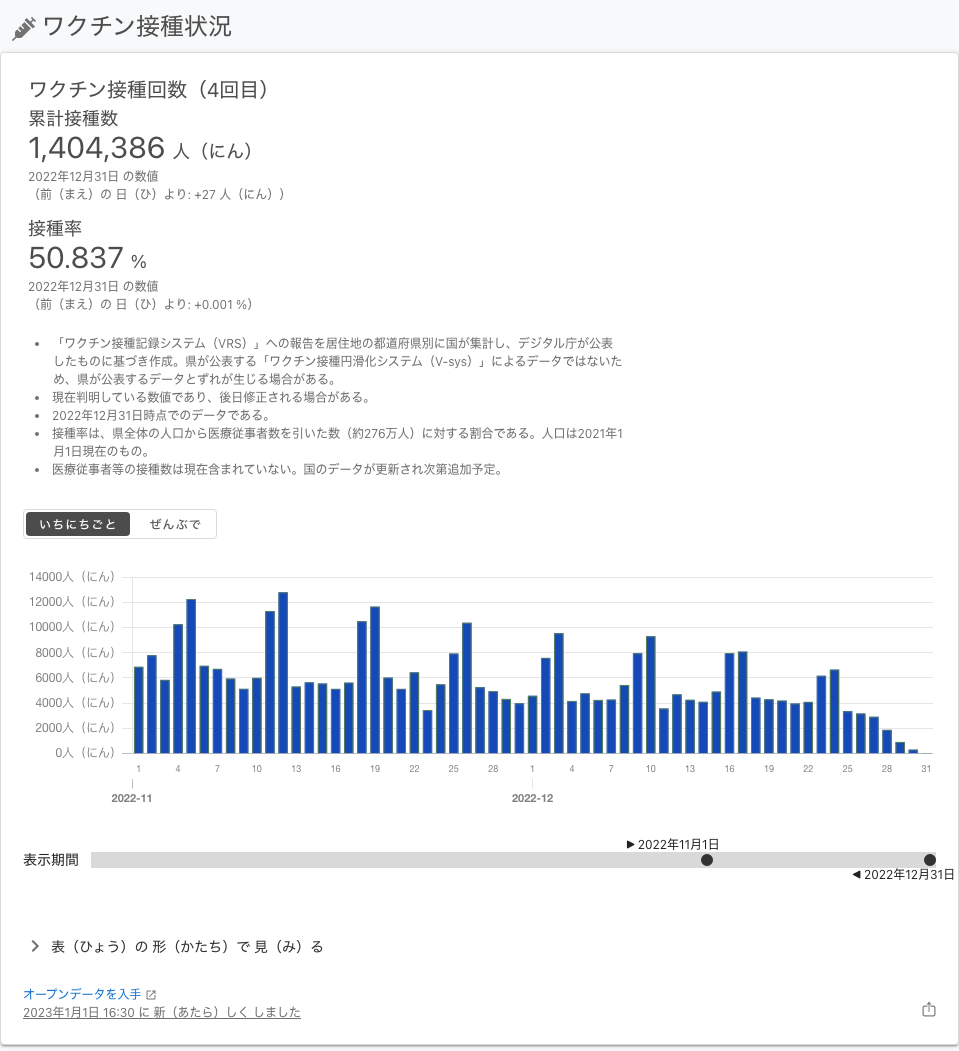 ワクチン接種状況
ワクチン接種回数（4回目）
累計接種数
1,404,386 人（にん）
2022年12月31日 の数値
（前（まえ）の 日（ひ）より: +27 人（にん））
接種率
50.837 %
2022年12月31日 の数値
（前（まえ）の 日（ひ）より: +0.001 %）
• 「ワクチン接種記録システム（VRS）」への報告を居住地の都道府県別に国が集計し、デジタル庁が公表
したものに基づき作成。県が公表する「ワクチン接種円滑化システム（V-sys）」によるデータではないた
め、県が公表するデータとずれが生じる場合がある。
• 現在判明している数値であり、後日修正される場合がある。
• 2022年12月31日時点でのデータである。
• 接種率は、県全体の人口から医療従事者数を引いた数（約276万人）に対する割合である。人口は2021年1
月1日現在のもの。
• 医療従事者等の接種数は現在含まれていない。国のデータが更新され次第追加予定。
いちにちごと ぜんぶで
14000人（にん）
12000人（にん）
10000人（にん）
8000人（にん）
6000人（にん）
4000人（にん）
2000人（にん）
0人（にん）
1 4 7 10 13 16 19 22 25 28 1 4 7 10 13 16 19 22 25 28 31
2022-11 2022-12
▶ 2022年11月1日
表示期間
◀ 2022年12月31日
表（ひょう）の 形（かたち）で 見（み）る
オープンデータを入手
2023年1月1日 16:30 に 新（あたら）しく しました